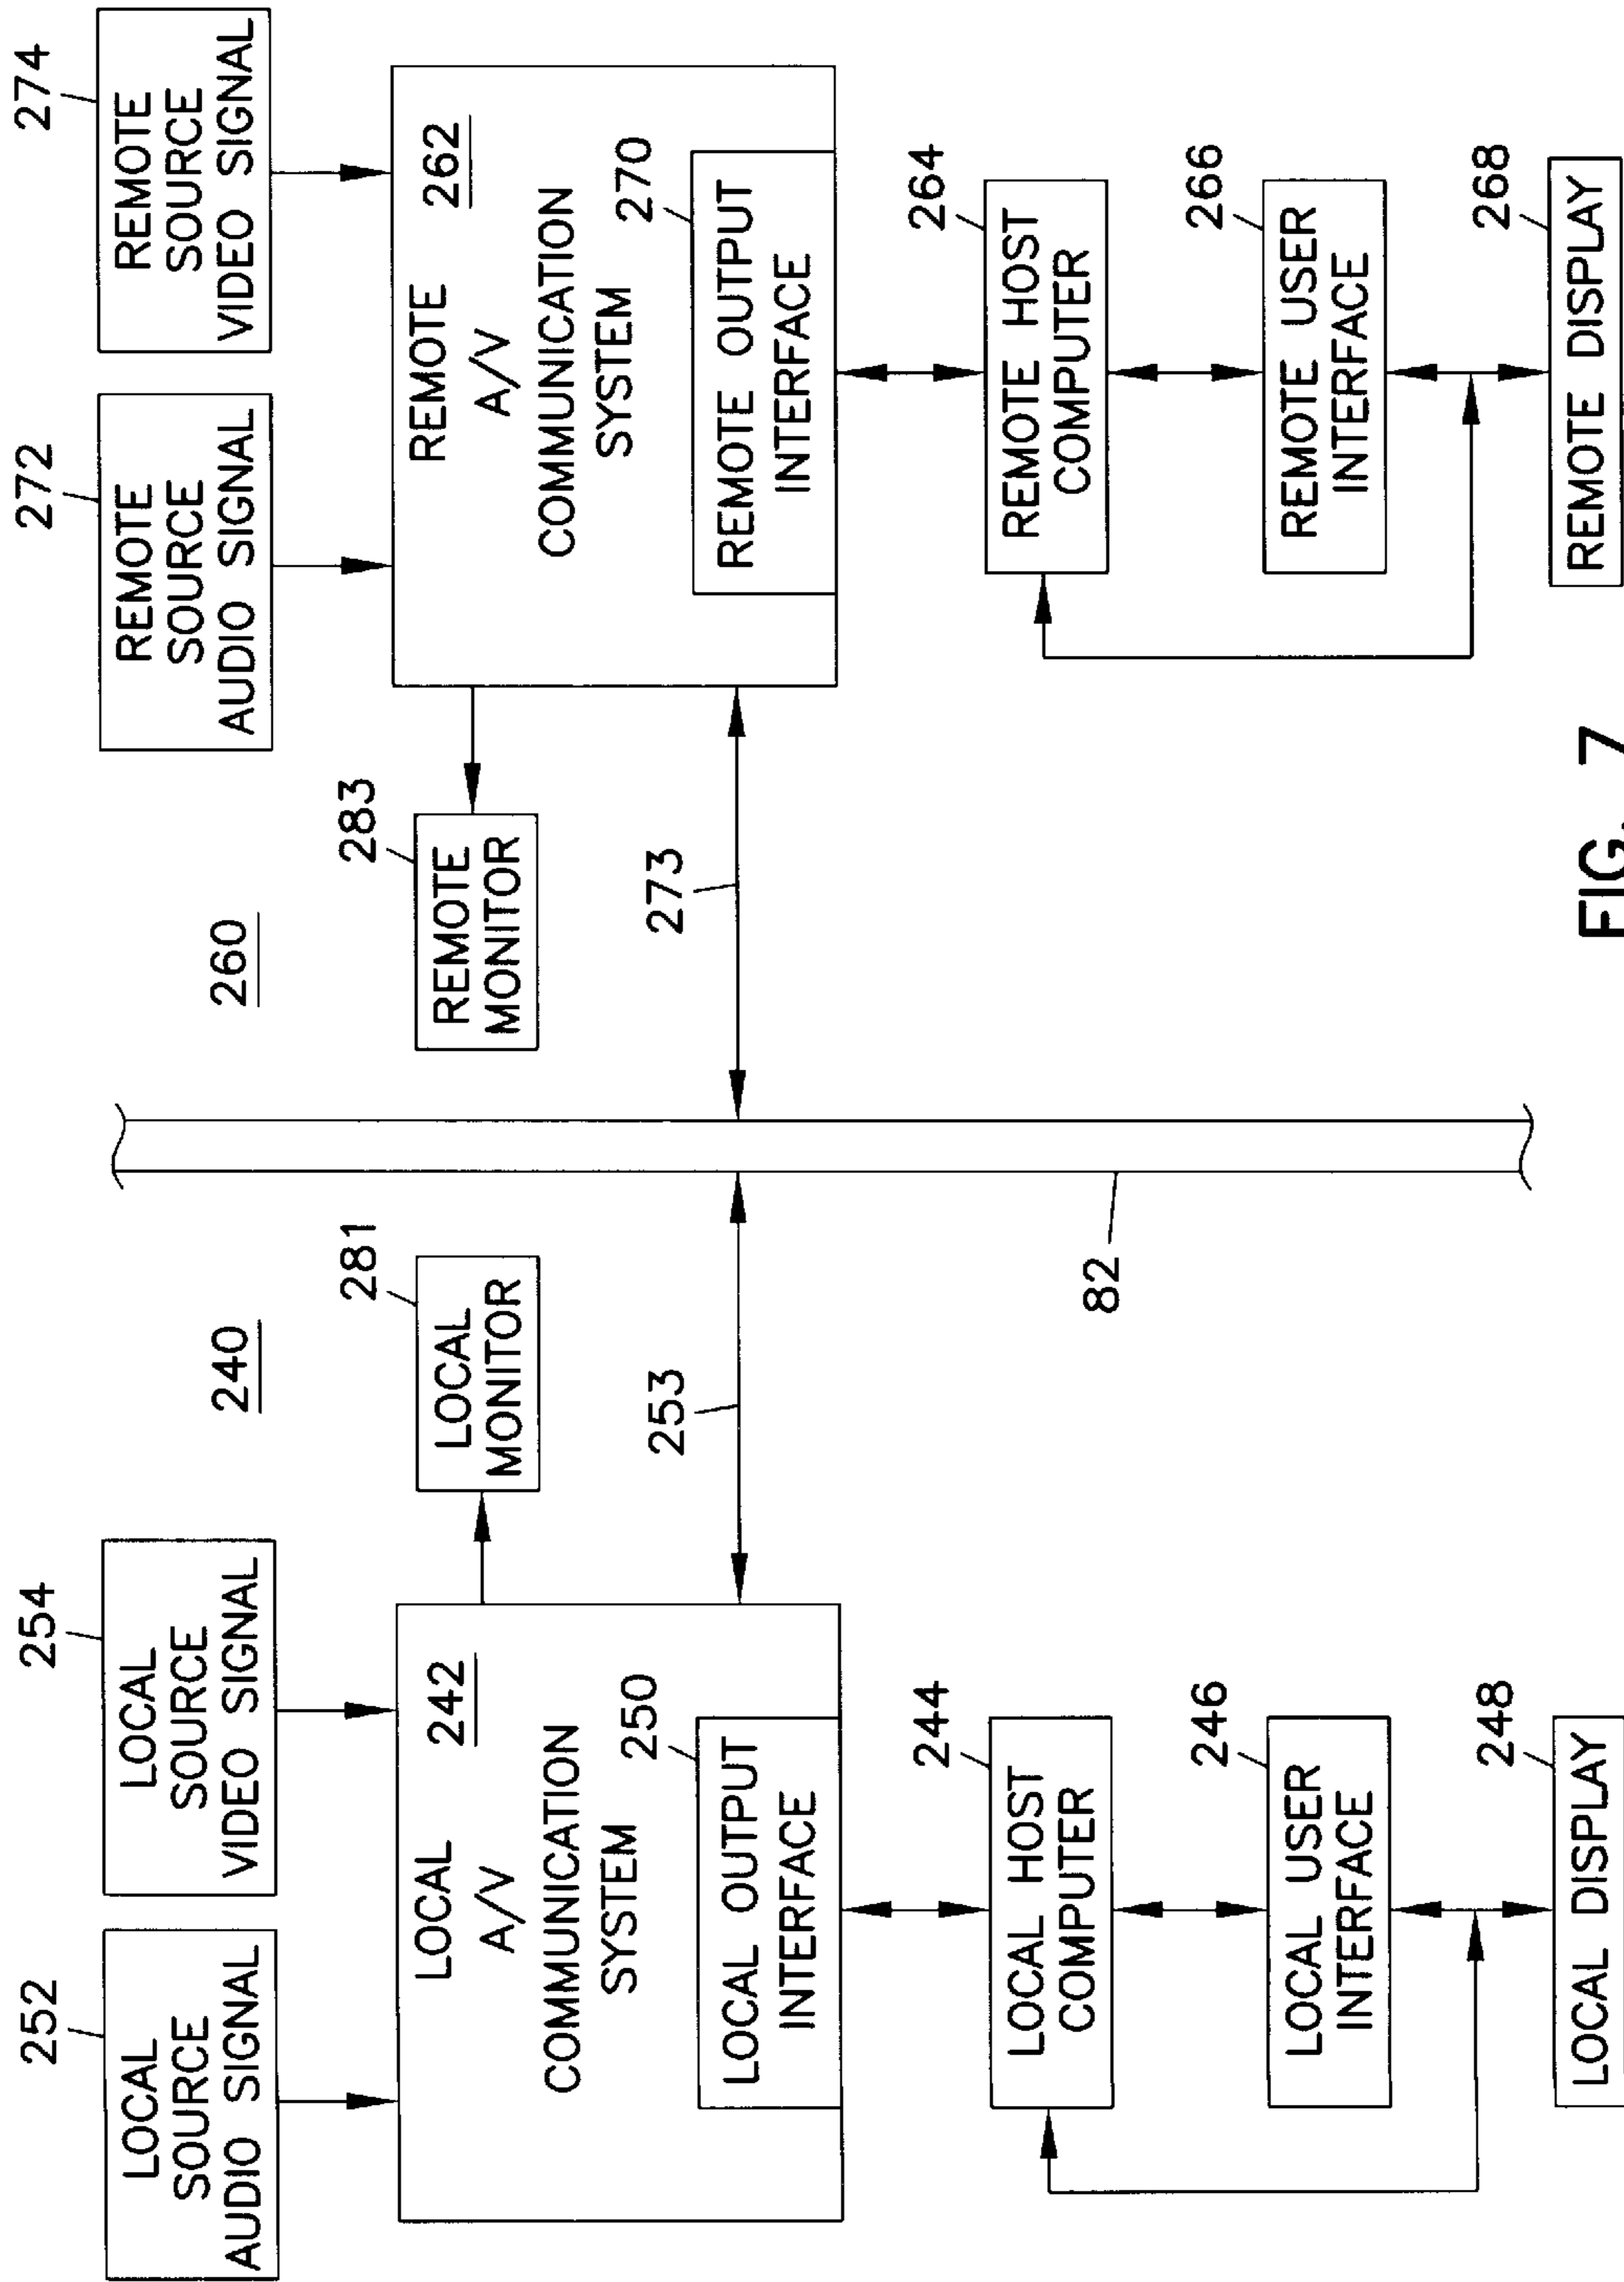 252
LOCAL
SOURCE
AUDIO SIGNAL
254
LOCAL
SOURCE
VIDEO SIGNAL
272
REMOTE
SOURCE
AUDIO SIGNAL
274
REMOTE
SOURCE
VIDEO SIGNAL
240
260
LOCAL
A/V
COMMUNICATION
SYSTEM
242
250
LOCAL OUTPUT
INTERFACE
281
LOCAL
MONITOR
283
REMOTE
MONITOR
REMOTE
A/V
COMMUNICATION
SYSTEM
262
270
REMOTE OUTPUT
INTERFACE
253
273
82
244
LOCAL HOST
COMPUTER
264
REMOTE HOST
COMPUTER
246
LOCAL USER
INTERFACE
266
REMOTE USER
INTERFACE
248
LOCAL DISPLAY
268
REMOTE DISPLAY
FIG. 7